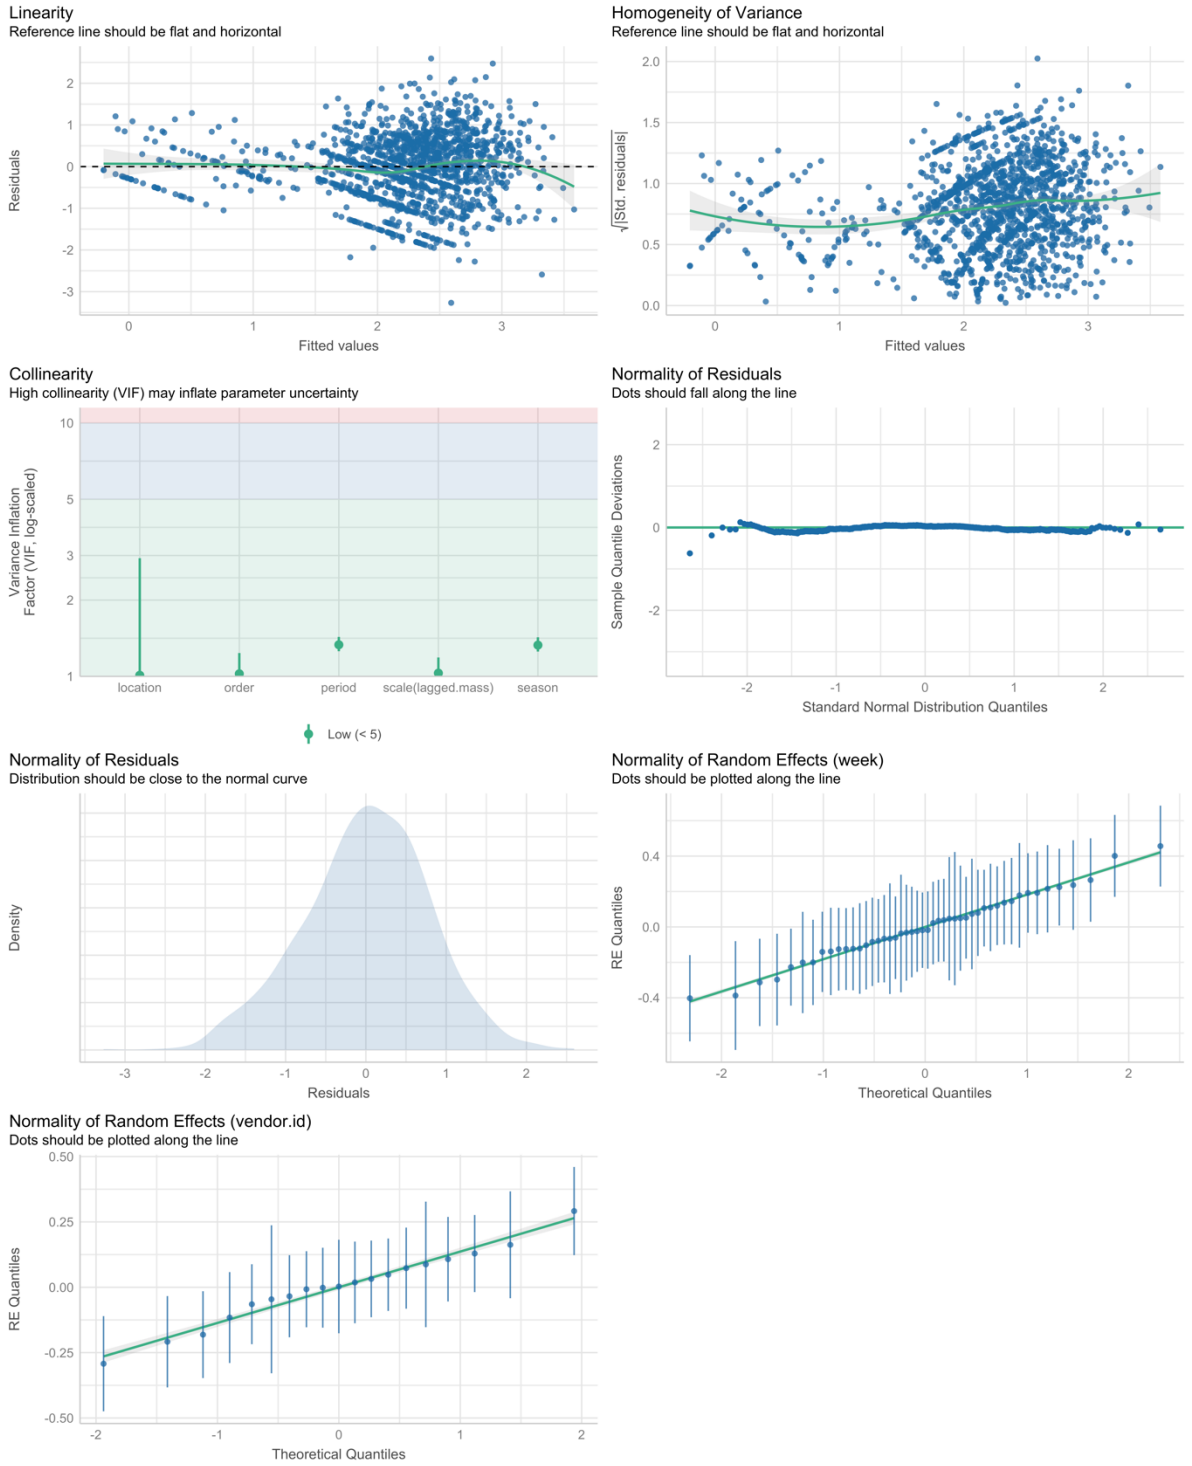 Linearity
Reference line should be flat and horizontal
Residuals
2
1
0
-1
-2
-3
0
1
2
3
Fitted values
Homogeneity of Variance
Reference line should be flat and horizontal
√|Std. residuals|
2.0
1.5
1.0
0.5
0.0
0
1
2
3
Fitted values
Collinearity
High collinearity (VIF) may inflate parameter uncertainty
Variance Inflation
Factor (VIF, log-scaled)
10
5
3
2
1
location
order
period
scale(lagged.mass)
season
Low (< 5)
Normality of Residuals
Dots should fall along the line
Sample Quantile Deviations
2
0
-2
-2
-1
0
1
2
Standard Normal Distribution Quantiles
Normality of Residuals
Distribution should be close to the normal curve
Density
-3
-2
-1
0
1
2
Residuals
Normality of Random Effects (week)
Dots should be plotted along the line
RE Quantiles
0.4
0.0
-0.4
-2
-1
0
1
2
Theoretical Quantiles
Normality of Random Effects (vendor.id)
Dots should be plotted along the line
RE Quantiles
0.50
0.25
0.00
-0.25
-0.50
-2
-1
0
1
2
Theoretical Quantiles